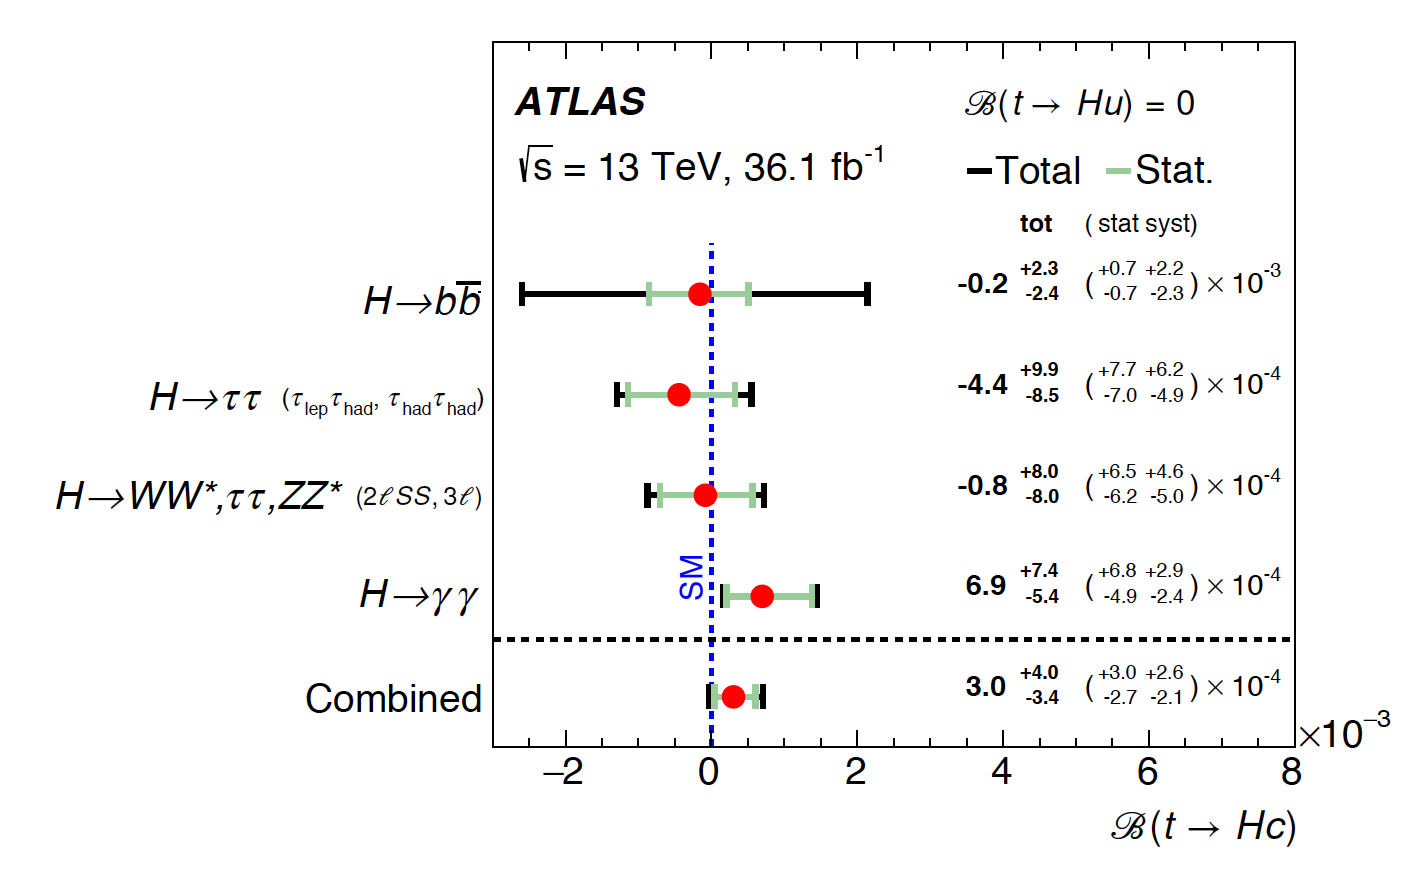 ATLAS
ℬ(t → Hu) = 0
√s = 13 TeV, 36.1 fb⁻¹
Total Stat.
tot ( stat syst)
H→bb̅ -0.2 +2.3 -2.4 ( +0.7 +2.2 -0.7 -2.3 ) × 10⁻³
H→ττ (τlepτhad, τhadτhad) -4.4 +9.9 -8.5 ( +7.7 +6.2 -7.0 -4.9 ) × 10⁻⁴
H→WW*,ττ,ZZ* (2ℓSS, 3ℓ) -0.8 +8.0 -8.0 ( +6.5 +4.6 -6.2 -5.0 ) × 10⁻⁴
SM
H→γγ 6.9 +7.4 -5.4 ( +6.8 +2.9 -4.9 -2.4 ) × 10⁻⁴
Combined 3.0 +4.0 -3.4 ( +3.0 +2.6 -2.7 -2.1 ) × 10⁻⁴
×10⁻³
−2 0 2 4 6 8
ℬ(t → Hc)